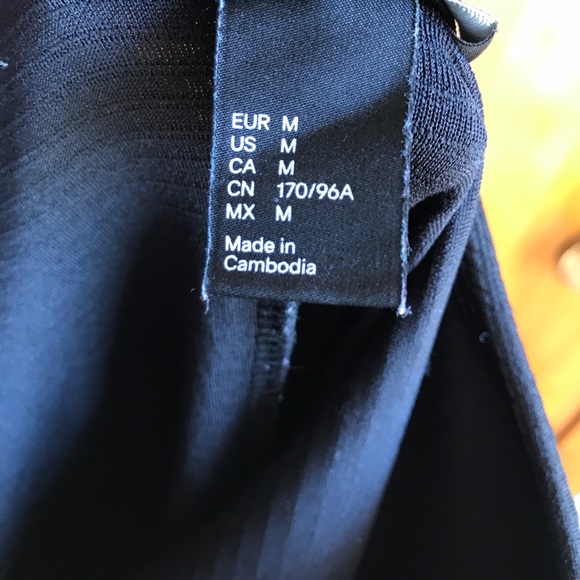 EUR M
US M
CA M
CN 170/96A
MX M
Made in
Cambodia